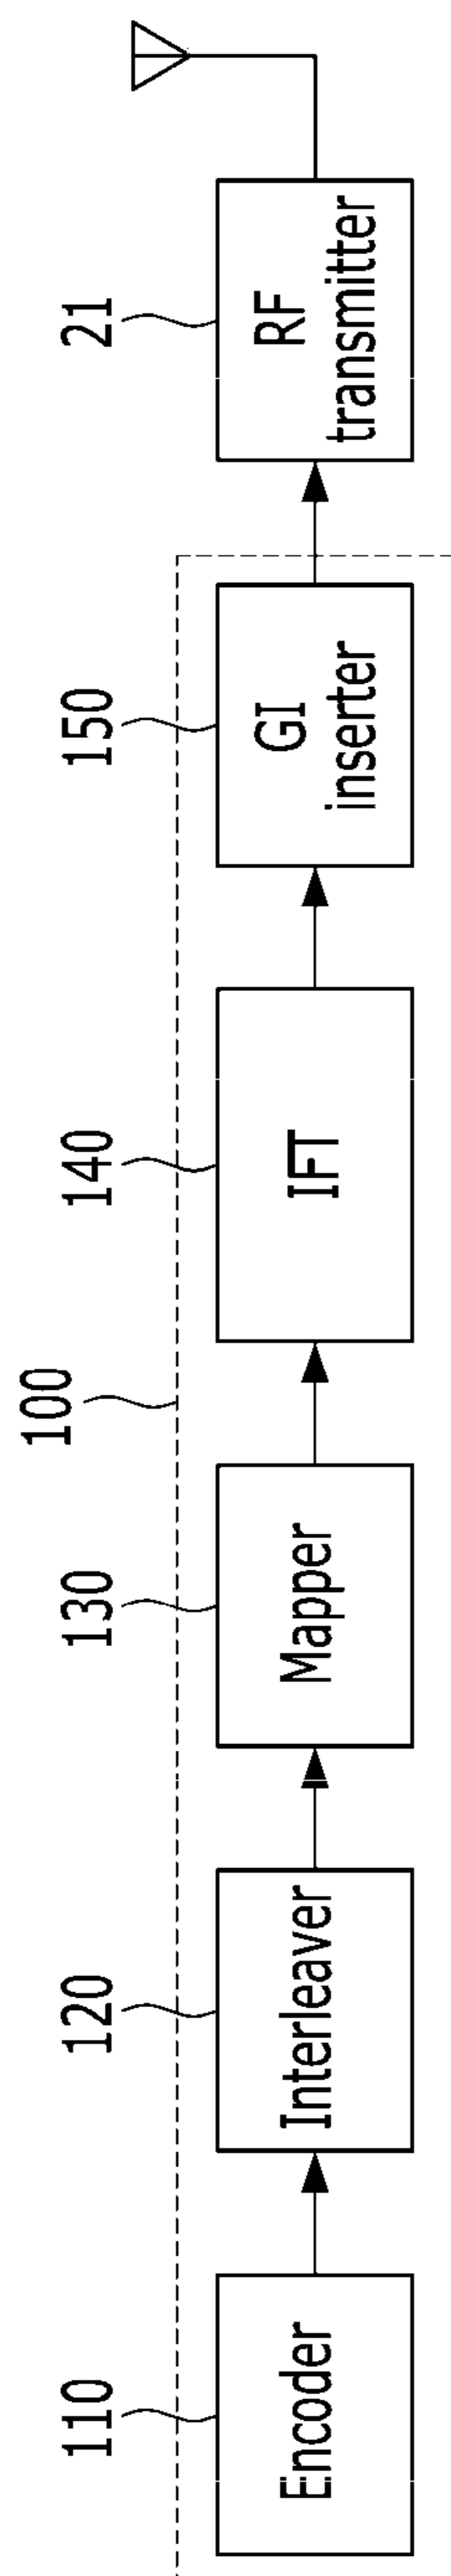 100
110
120
130
140
150
21
Encoder
Interleaver
Mapper
IFT
GI
inserter
RF
transmitter